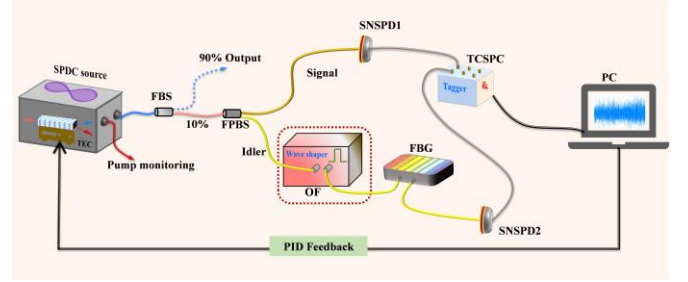 SNSPD1
90% Output
TCSPC
SPDC source
Signal
PC
FBS
Tagger
&
10%
FPBS
TEC
Idler
Wave shaper
FBG
Pump monitoring
OF
SNSPD2
PID Feedback